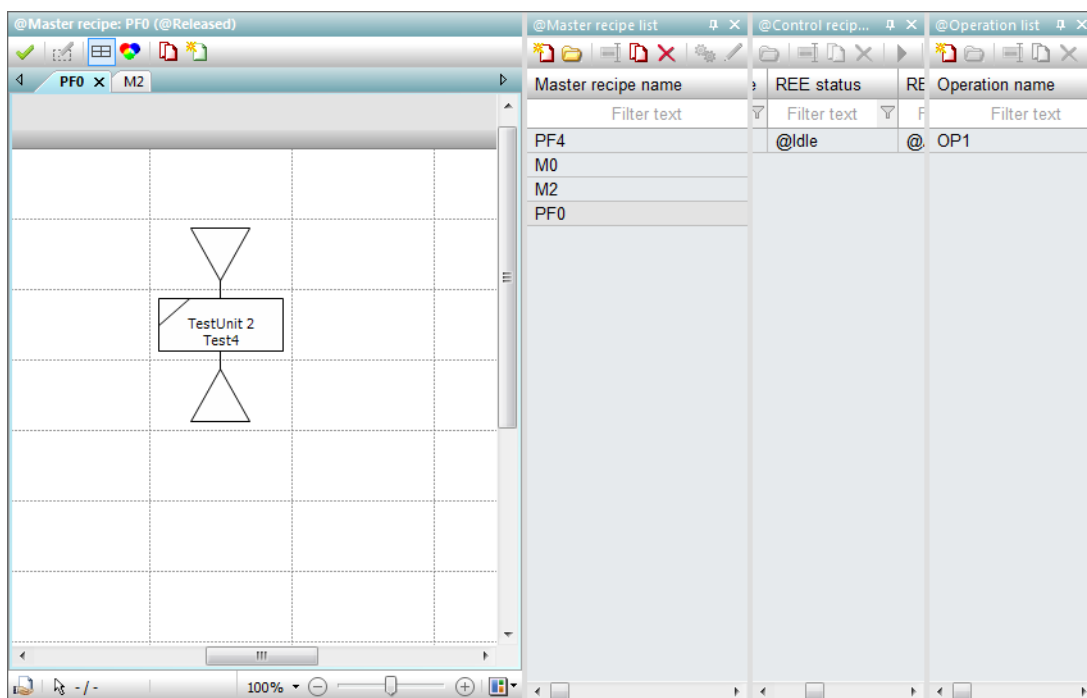 @Master recipe: PF0 (@Released)
PF0
M2
TestUnit 2
Test4
- / -
100%
@Master recipe list
Master recipe name
Filter text
PF4
M0
M2
PF0
@Control recip...
REE status
RE
Filter text
@Idle
@
@Operation list
Operation name
Filter text
OP1